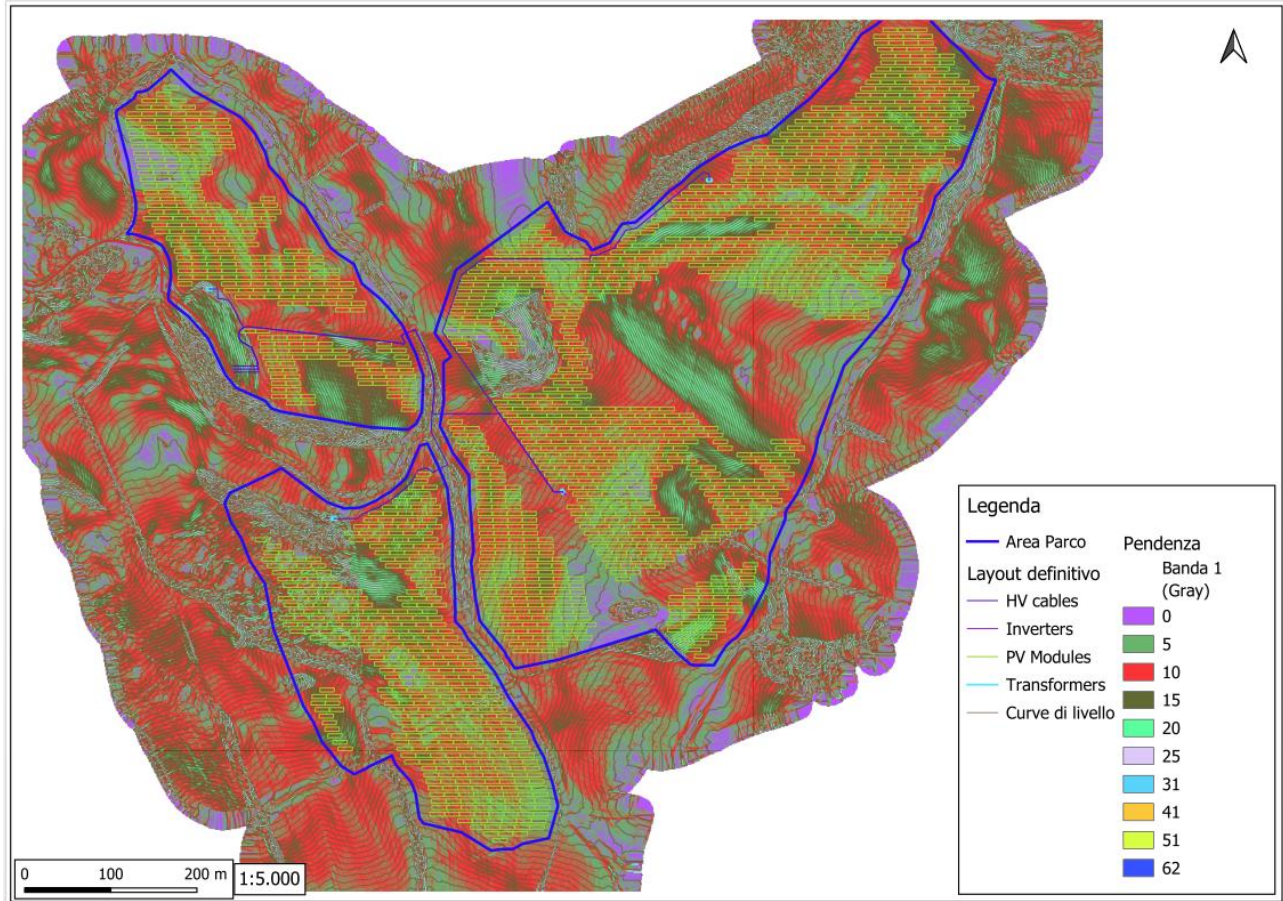 Legenda
Area Parco
Layout definitivo
HV cables
Inverters
PV Modules
Transformers
Curve di livello
Pendenza
Banda 1
(Gray)
0
5
10
15
20
25
31
41
51
62
0 100 200 m
1:5.000